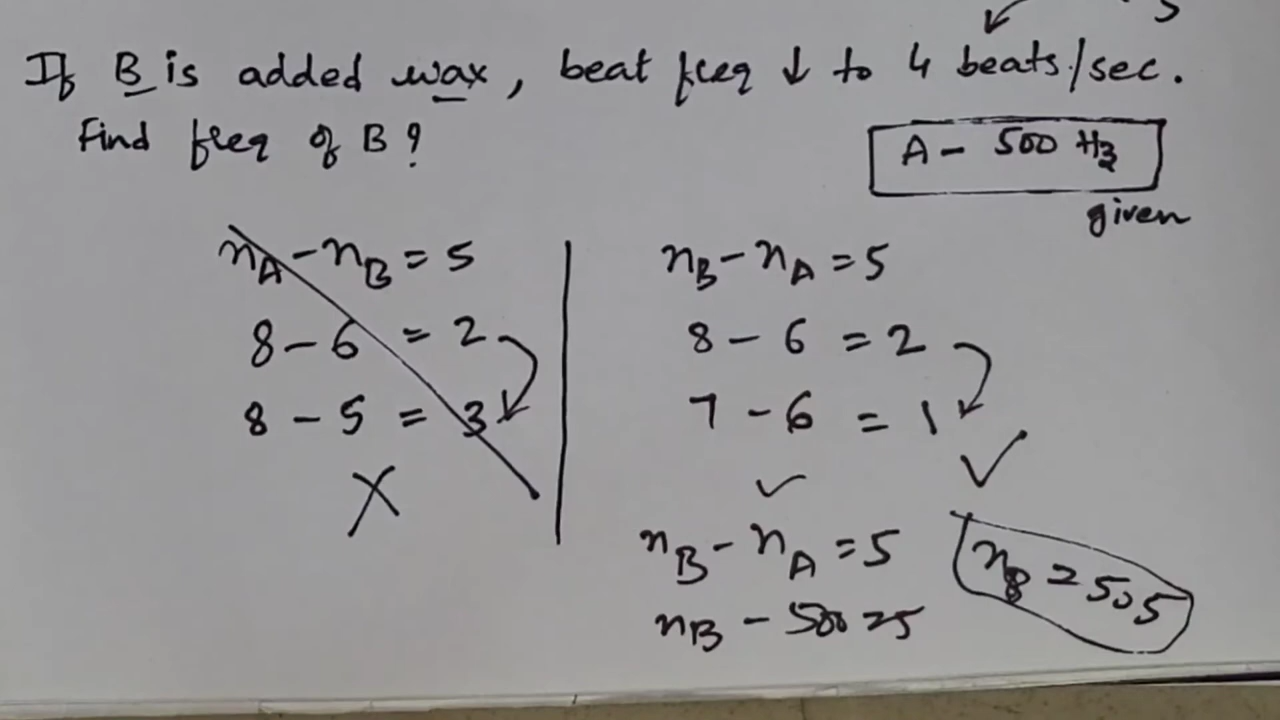 5
If B is added wax, beat freq ↓ to 4 beats/sec.
Find freq of B?
A - 500 Hz
given
nA - nB = 5
8 - 6 = 2
8 - 5 = 3
X
nB - nA = 5
8 - 6 = 2
7 - 6 = 1
✓
✓
nB - nA = 5
nB - 500 = 5
nB = 505